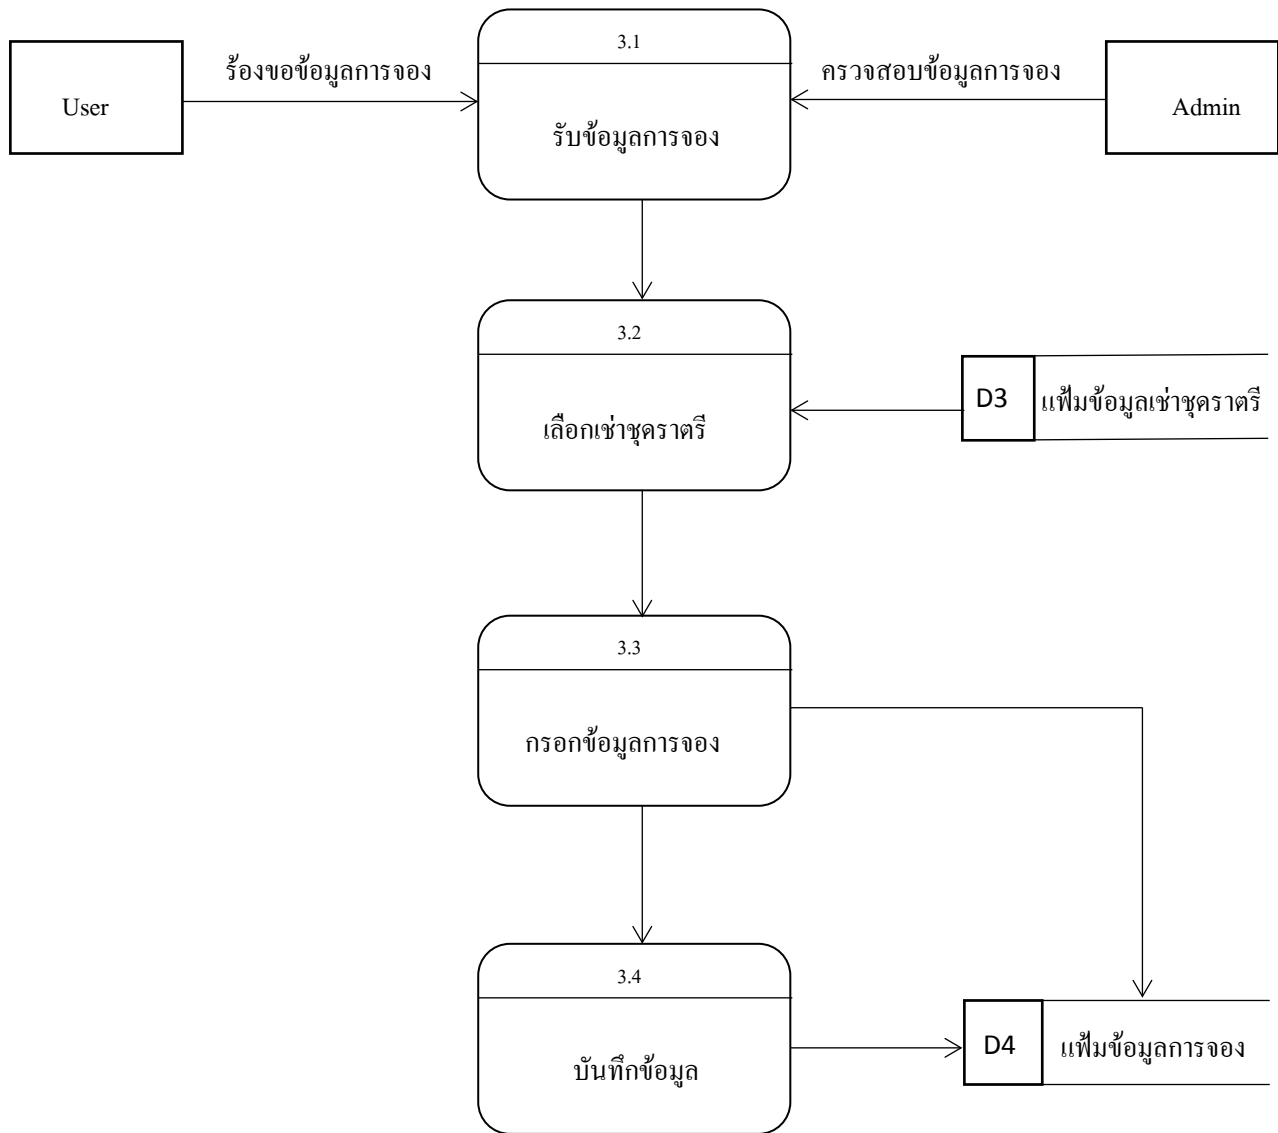 3.1
ร้องขอข้อมูลการจอง
ครวจสอบข้อมูลการจอง
User
Admin
รับข้อมูลการจอง
3.2
D3
แฟ้มข้อมูลเช่าชุดราตรี
เลือกเช่าชุดราตรี
3.3
กรอกข้อมูลการจอง
3.4
D4
แฟ้มข้อมูลการจอง
บันทึกข้อมูล